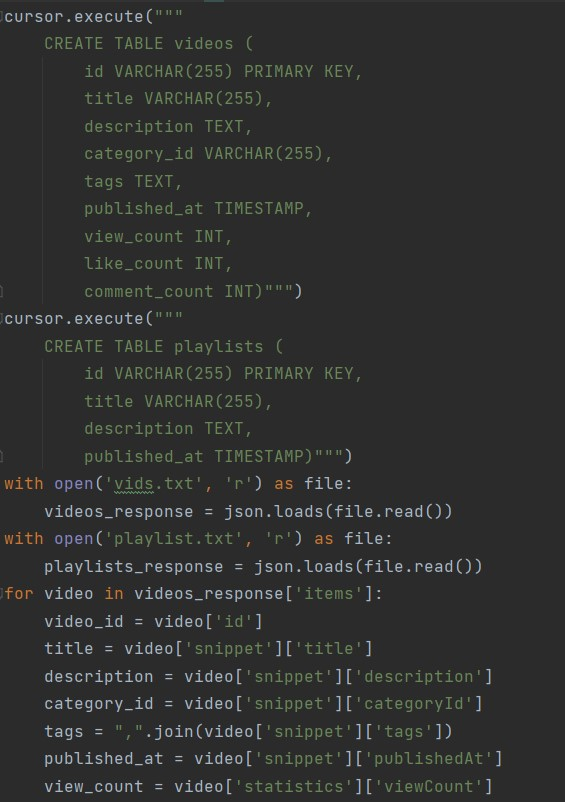 cursor.execute("""
    CREATE TABLE videos (
        id VARCHAR(255) PRIMARY KEY,
        title VARCHAR(255),
        description TEXT,
        category_id VARCHAR(255),
        tags TEXT,
        published_at TIMESTAMP,
        view_count INT,
        like_count INT,
        comment_count INT)""")
cursor.execute("""
    CREATE TABLE playlists (
        id VARCHAR(255) PRIMARY KEY,
        title VARCHAR(255),
        description TEXT,
        published_at TIMESTAMP)""")
with open('vids.txt', 'r') as file:
    videos_response = json.loads(file.read())
with open('playlist.txt', 'r') as file:
    playlists_response = json.loads(file.read())
for video in videos_response['items']:
    video_id = video['id']
    title = video['snippet']['title']
    description = video['snippet']['description']
    category_id = video['snippet']['categoryId']
    tags = ",".join(video['snippet']['tags'])
    published_at = video['snippet']['publishedAt']
    view_count = video['statistics']['viewCount']